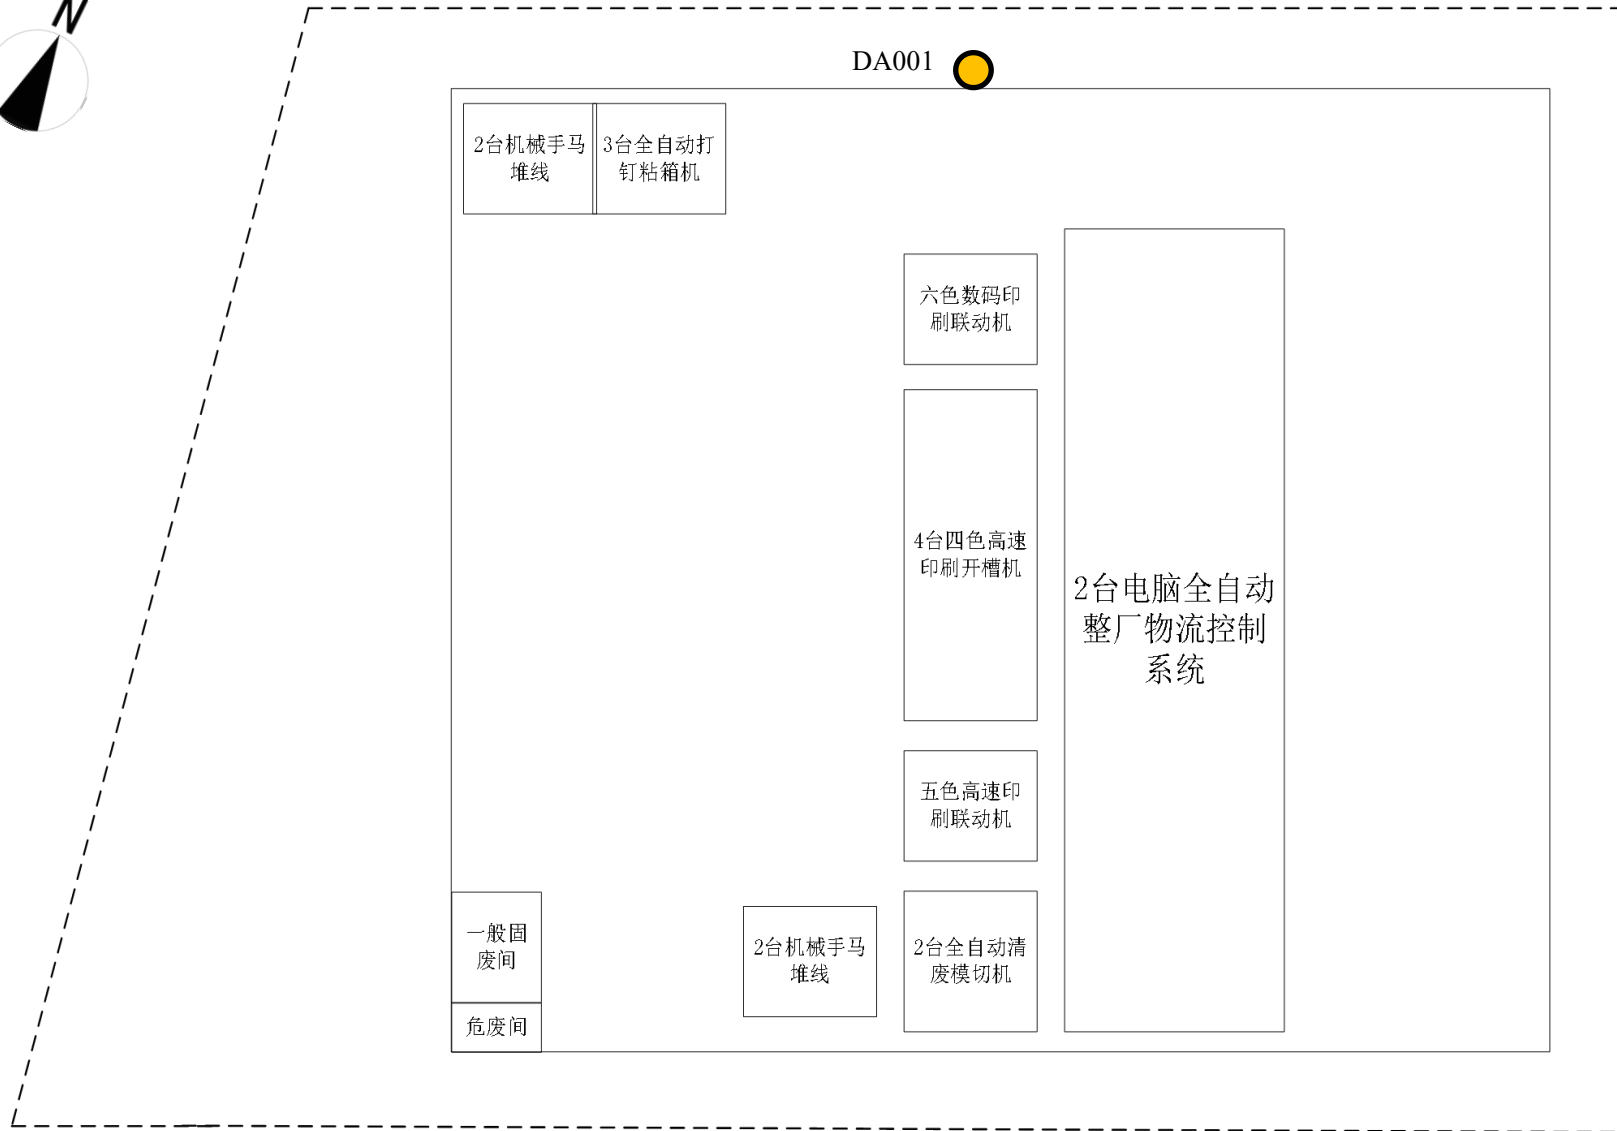 N
DA001
2台机械手马
堆线
3台全自动打
钉粘箱机
六色数码印
刷联动机
4台四色高速
印刷开槽机
2台电脑全自动
整厂物流控制
系统
五色高速印
刷联动机
一般固
废间
2台机械手马
堆线
2台全自动清
废模切机
危废间